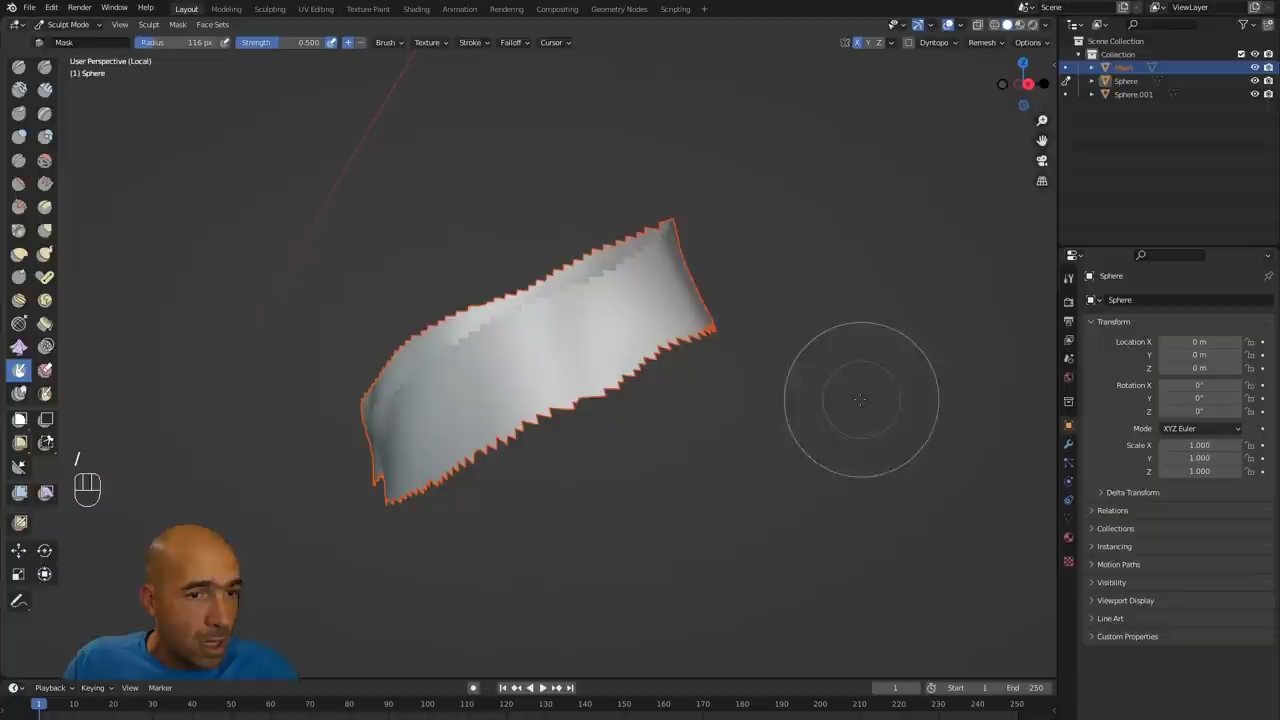 File Edit Render Window Help Layout Modeling Sculpting UV Editing Texture Paint Shading Animation Rendering Compositing Geometry Nodes Scripting + Scene ViewLayer
Sculpt Mode View Sculpt Mask Face Sets
Mask Radius 116 px Strength 0.500 Brush Texture Stroke Falloff Cursor X Y Z Dyntopo Remesh Options
User Perspective (Local)
(1) Sphere
Z
Scene Collection
Collection
Sphere
Sphere.001
Sphere
Sphere
Transform
Location X 0 m
Y 0 m
Z 0 m
Rotation X 0°
Y 0°
Z 0°
Mode XYZ Euler
Scale X 1.000
Y 1.000
Z 1.000
Delta Transform
Relations
Collections
Instancing
Motion Paths
Visibility
Viewport Display
Line Art
Custom Properties
/
Playback Keying View Marker 1 Start 1 End 250
1 10 20 30 40 50 60 70 80 90 100 110 120 130 140 150 160 170 180 190 200 210 220 230 240 250